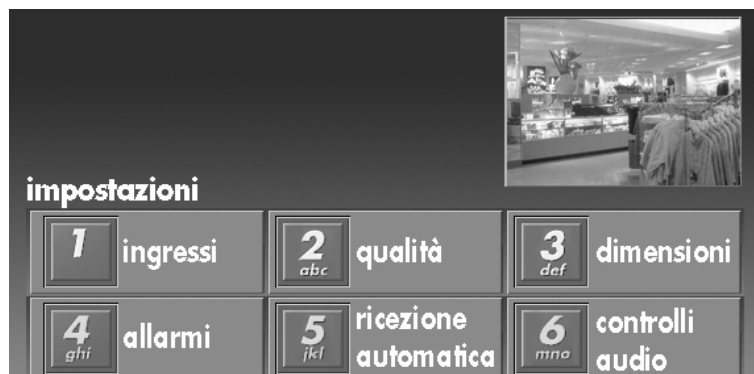 impostazioni
1 ingressi
2 abc qualità
3 def dimensioni
4 ghi allarmi
5 jkl ricezione automatica
6 mno controlli audio